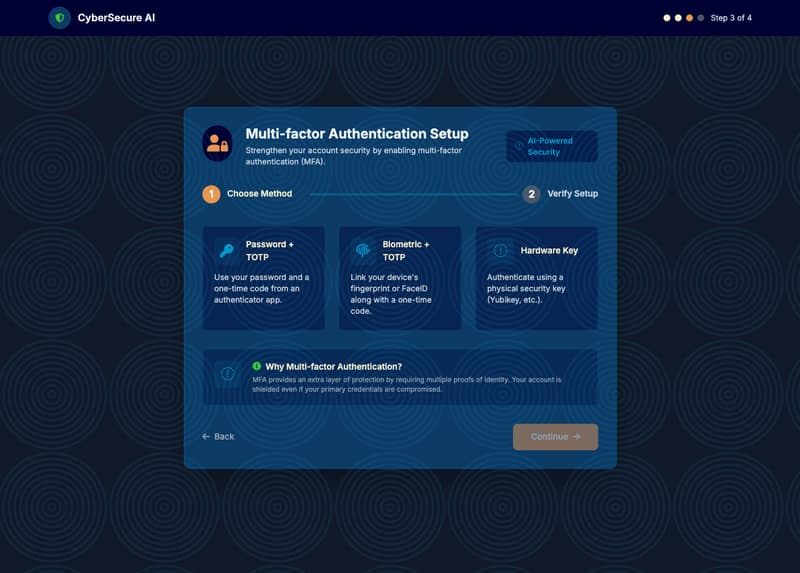 CyberSecure AI
Step 3 of 4
Multi-factor Authentication Setup
Strengthen your account security by enabling multi-factor
authentication (MFA).
AI-Powered
Security
1 Choose Method
2 Verify Setup
Password +
TOTP
Use your password and a
one-time code from an
authenticator app.
Biometric +
TOTP
Link your device's
fingerprint or FaceID
along with a one-time
code.
Hardware Key
Authenticate using a
physical security key
(Yubikey, etc.).
Why Multi-factor Authentication?
MFA provides an extra layer of protection by requiring multiple proofs of identity. Your account is
shielded even if your primary credentials are compromised.
Back
Continue